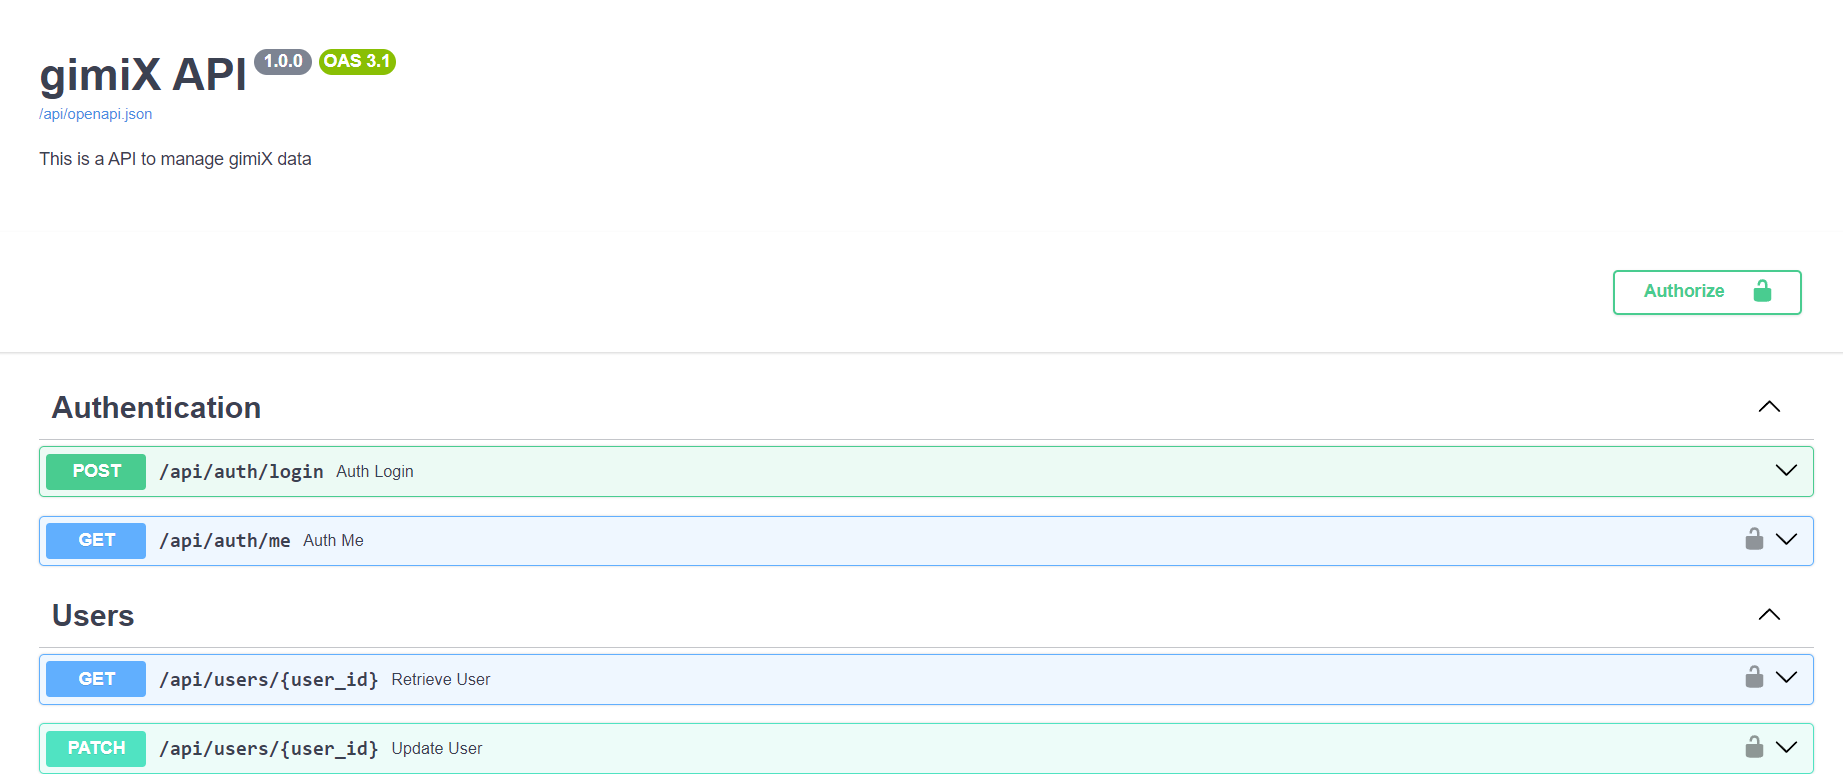 gimiX API 1.0.0 OAS 3.1
/api/openapi.json
This is a API to manage gimiX data
Authorize
Authentication
POST /api/auth/login Auth Login
GET /api/auth/me Auth Me
Users
GET /api/users/{user_id} Retrieve User
PATCH /api/users/{user_id} Update User